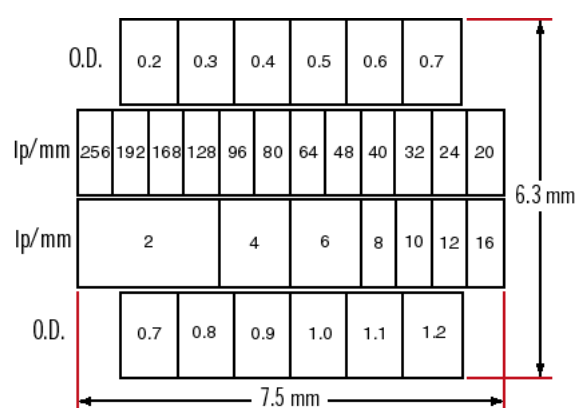 O.D. 0.2 0.3 0.4 0.5 0.6 0.7
lp/mm 256 192 168 128 96 80 64 48 40 32 24 20
6.3 mm
lp/mm 2 4 6 8 10 12 16
O.D. 0.7 0.8 0.9 1.0 1.1 1.2
7.5 mm